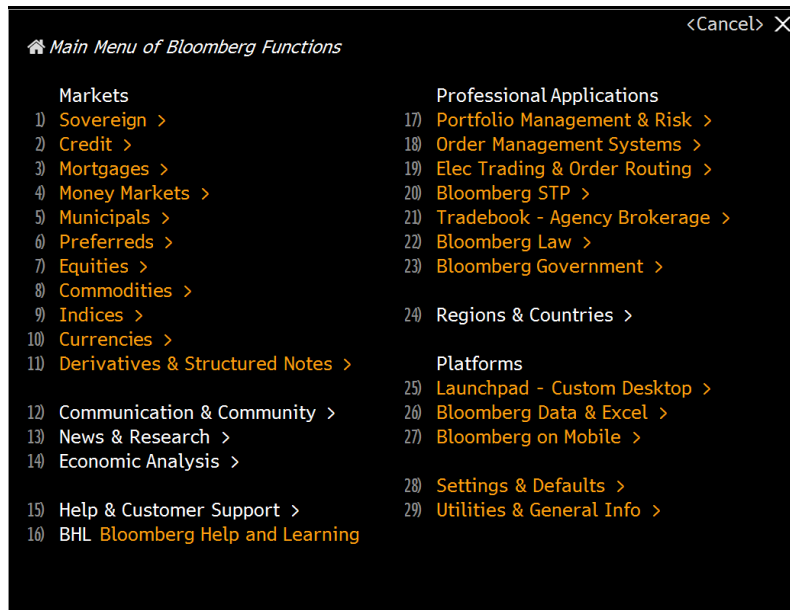 <Cancel> X
Main Menu of Bloomberg Functions
Markets
1) Sovereign >
2) Credit >
3) Mortgages >
4) Money Markets >
5) Municipals >
6) Preferreds >
7) Equities >
8) Commodities >
9) Indices >
10) Currencies >
11) Derivatives & Structured Notes >
12) Communication & Community >
13) News & Research >
14) Economic Analysis >
15) Help & Customer Support >
16) BHL Bloomberg Help and Learning
Professional Applications
17) Portfolio Management & Risk >
18) Order Management Systems >
19) Elec Trading & Order Routing >
20) Bloomberg STP >
21) Tradebook - Agency Brokerage >
22) Bloomberg Law >
23) Bloomberg Government >
24) Regions & Countries >
Platforms
25) Launchpad - Custom Desktop >
26) Bloomberg Data & Excel >
27) Bloomberg on Mobile >
28) Settings & Defaults >
29) Utilities & General Info >